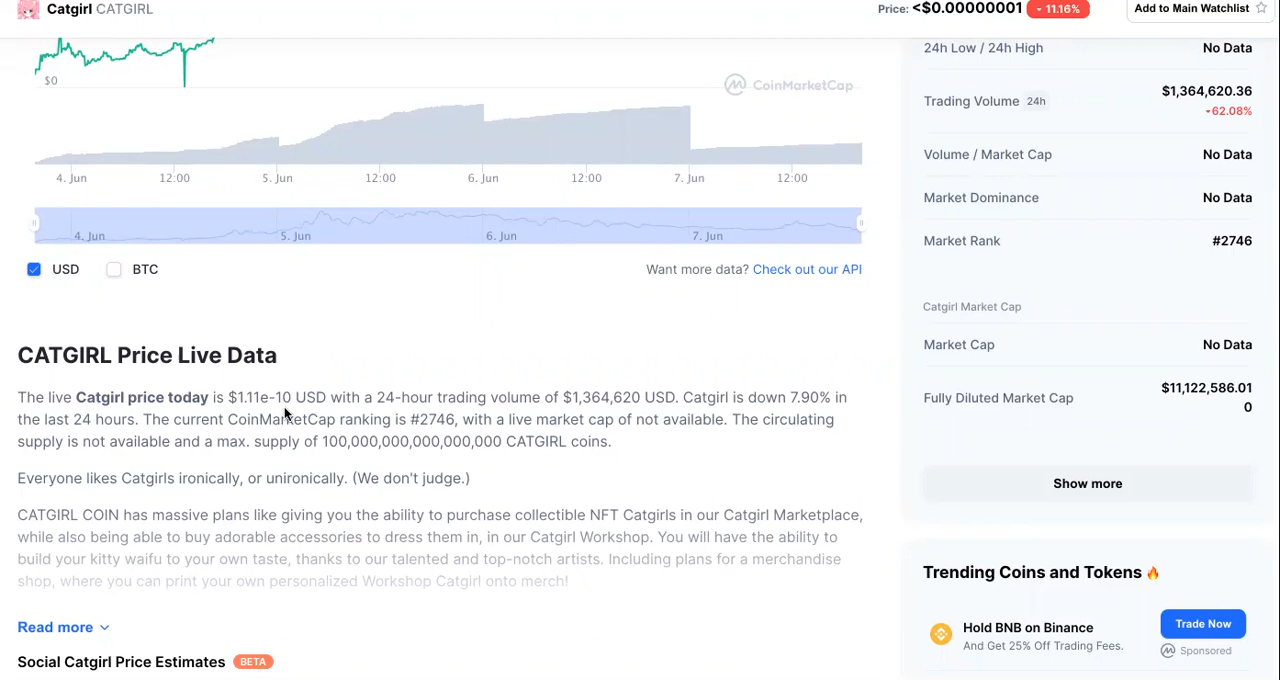 Catgirl CATGIRL
Price: <$0.00000001 11.16%
Add to Main Watchlist
$0
CoinMarketCap
4. Jun 12:00 5. Jun 12:00 6. Jun 12:00 7. Jun 12:00
4. Jun 5. Jun 6. Jun 7. Jun
USD BTC
Want more data? Check out our API
CATGIRL Price Live Data
The live Catgirl price today is $1.11e-10 USD with a 24-hour trading volume of $1,364,620 USD. Catgirl is down 7.90% in
the last 24 hours. The current CoinMarketCap ranking is #2746, with a live market cap of not available. The circulating
supply is not available and a max. supply of 100,000,000,000,000,000 CATGIRL coins.
Everyone likes Catgirls ironically, or unironically. (We don't judge.)
CATGIRL COIN has massive plans like giving you the ability to purchase collectible NFT Catgirls in our Catgirl Marketplace,
while also being able to buy adorable accessories to dress them in, in our Catgirl Workshop. You will have the ability to
build your kitty waifu to your own taste, thanks to our talented and top-notch artists. Including plans for a merchandise
shop, where you can print your own personalized Workshop Catgirl onto merch!
Read more
Social Catgirl Price Estimates BETA
24h Low / 24h High No Data
Trading Volume 24h $1,364,620.36
62.08%
Volume / Market Cap No Data
Market Dominance No Data
Market Rank #2746
Catgirl Market Cap
Market Cap No Data
Fully Diluted Market Cap $11,122,586.01
0
Show more
Trending Coins and Tokens
Hold BNB on Binance
And Get 25% Off Trading Fees.
Trade Now
Sponsored